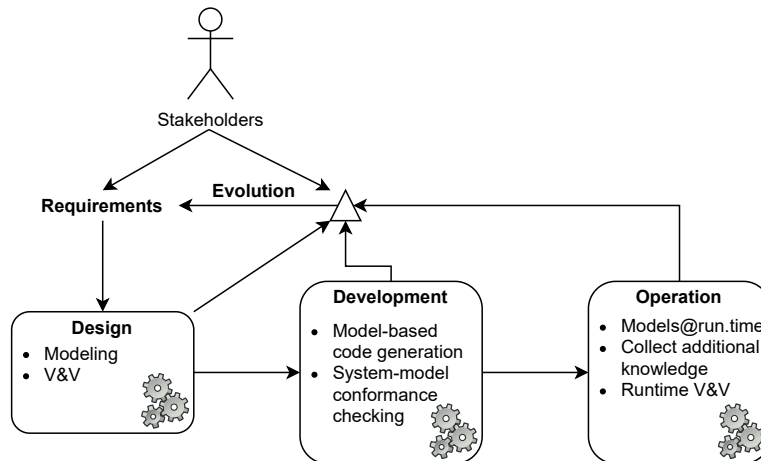 Stakeholders
Evolution
Requirements
Design
• Modeling
• V&V
Development
• Model-based
code generation
• System-model
conformance
checking
Operation
• Models@run.time
• Collect additional
knowledge
• Runtime V&V